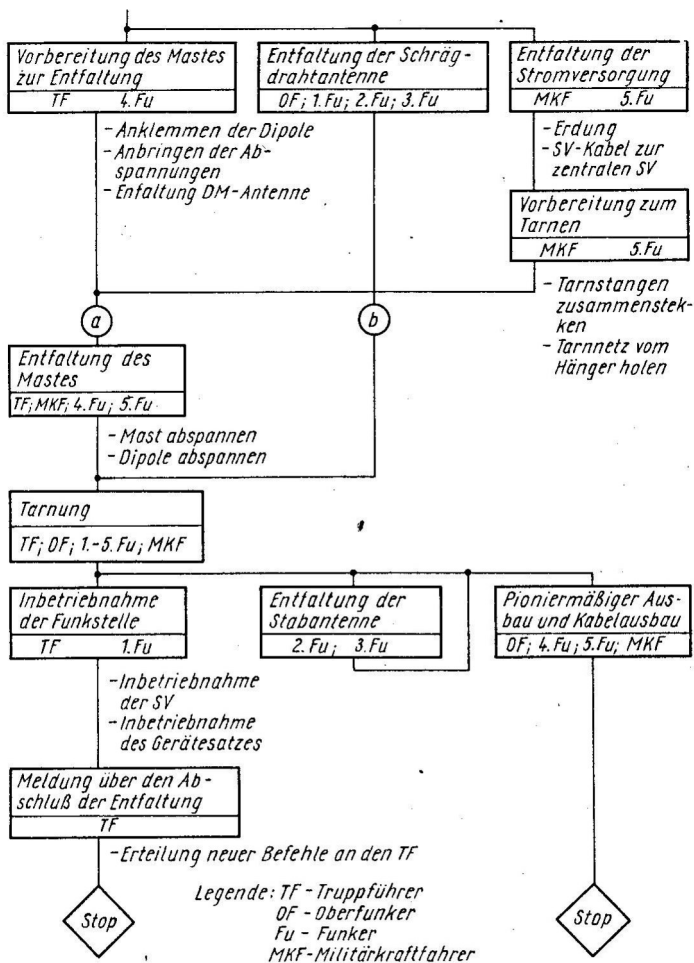 Vorbereitung des Mastes
zur Entfaltung
TF 4.Fu
Entfaltung der Schräg-
drahtantenne
OF; 1.Fu; 2.Fu; 3.Fu
Entfaltung der
Stromversorgung
MKF 5.Fu
-Anklemmen der Dipole
-Anbringen der Ab-
spannungen
-Enfaltung DM-Antenne
-Erdung
-SV-Kabel zur
zentralen SV
Vorbereitung zum
Tarnen
MKF 5.Fu
-Tarnstangen
zusammenstek-
ken
-Tarnnetz vom
Hänger holen
a
b
Entfaltung des
Mastes
TF; MKF; 4.Fu; 5.Fu
-Mast abspannen
-Dipole abspannen
Tarnung
TF; OF; 1.-5.Fu; MKF
Inbetriebnahme
der Funkstelle
TF 1.Fu
Entfaltung der
Stabantenne
2.Fu; 3.Fu
Pioniermäßiger Aus-
bau und Kabelausbau
OF; 4.Fu; 5.Fu; MKF
-Inbetriebnahme
der SV
-Inbetriebnahme
des Gerätesatzes
Meldung über den Ab-
schluß der Entfaltung
TF
-Erteilung neuer Befehle an den TF
Stop
Legende: TF - Truppführer
OF - Oberfunker
Fu - Funker
MKF-Militärkraftfahrer
Stop